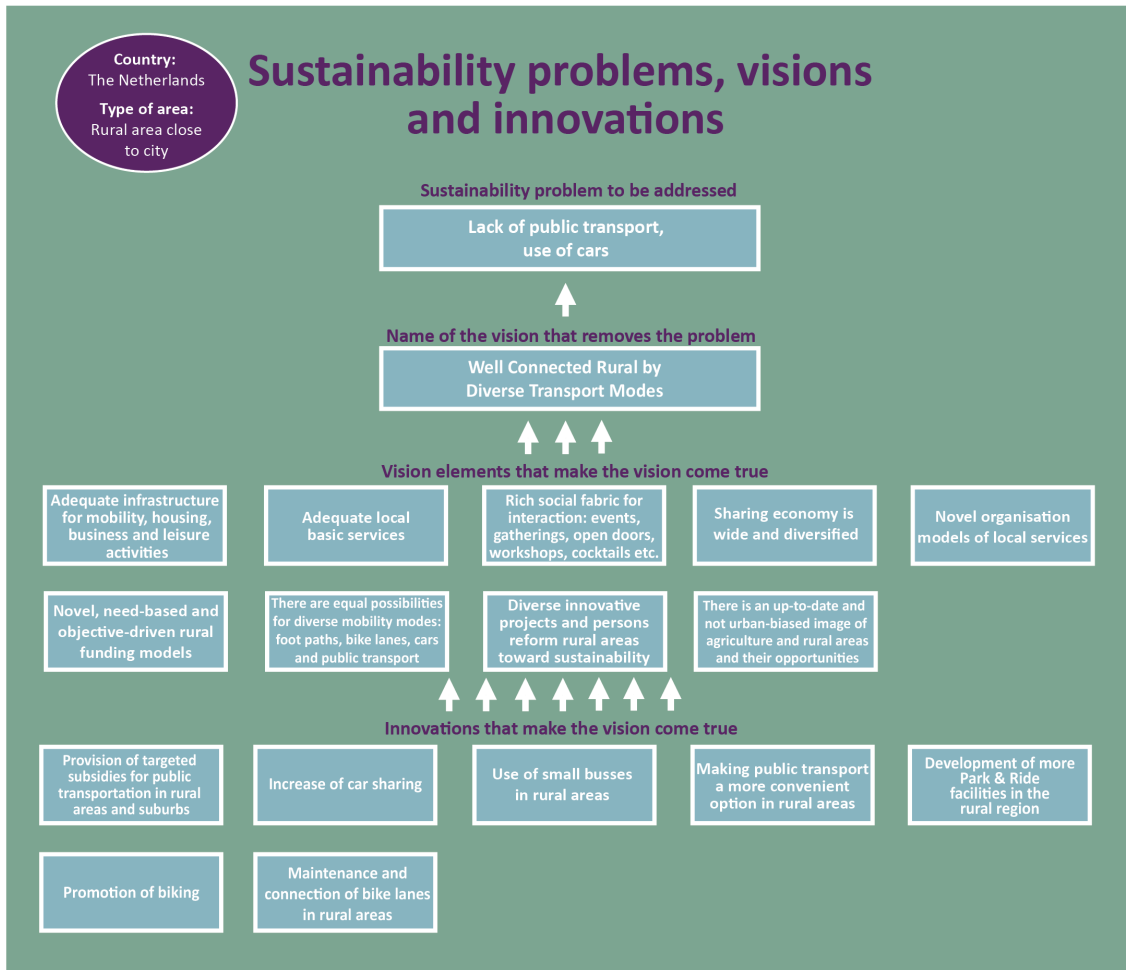 Country:
The Netherlands
Type of area:
Rural area close
to city
Sustainability problems, visions
and innovations
Sustainability problem to be addressed
Lack of public transport,
use of cars
Name of the vision that removes the problem
Well Connected Rural by
Diverse Transport Modes
Vision elements that make the vision come true
Adequate infrastructure
for mobility, housing,
business and leisure
activities
Adequate local
basic services
Rich social fabric for
interaction: events,
gatherings, open doors,
workshops, cocktails etc.
Sharing economy is
wide and diversified
Novel organisation
models of local services
Novel, need-based and
objective-driven rural
funding models
There are equal possibilities
for diverse mobility modes:
foot paths, bike lanes, cars
and public transport
Diverse innovative
projects and persons
reform rural areas
toward sustainability
There is an up-to-date and
not urban-biased image of
agriculture and rural areas
and their opportunities
Innovations that make the vision come true
Provision of targeted
subsidies for public
transportation in rural
areas and suburbs
Increase of car sharing
Use of small busses
in rural areas
Making public transport
a more convenient
option in rural areas
Development of more
Park & Ride
facilities in the
rural region
Promotion of biking
Maintenance and
connection of bike lanes
in rural areas